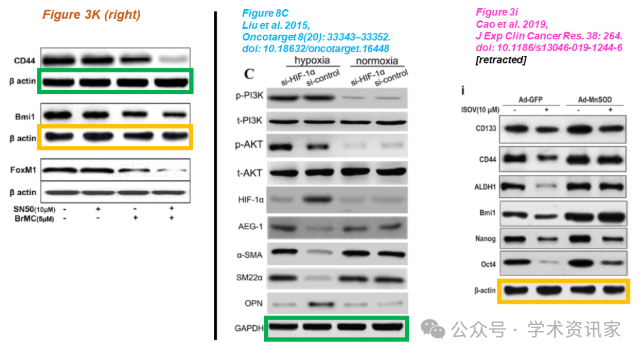 Figure 3K (right)
CD44
β actin
Bmi1
β actin
FoxM1
β actin
SN50(10μM) - + - +
BrMC(5μM) - - + +
Figure 8C
Liu et al. 2015,
Oncotarget 8(20): 33343–33352.
doi: 10.18632/oncotarget.16448
C
hypoxia normoxia
si-HIF-1α si-control si-HIF-1α si-control
p-PI3K
t-PI3K
p-AKT
t-AKT
HIF-1α
AEG-1
α-SMA
SM22α
OPN
GAPDH
Figure 3i
Cao et al. 2019,
J Exp Clin Cancer Res. 38: 264.
doi: 10.1186/s13046-019-1244-6
[retracted]
i
Ad-GFP Ad-MnSOD
ISOV(10 μM) - + - +
CD133
CD44
ALDH1
Bmi1
Nanog
Oct4
β-actin
公众号 · 学术资讯家